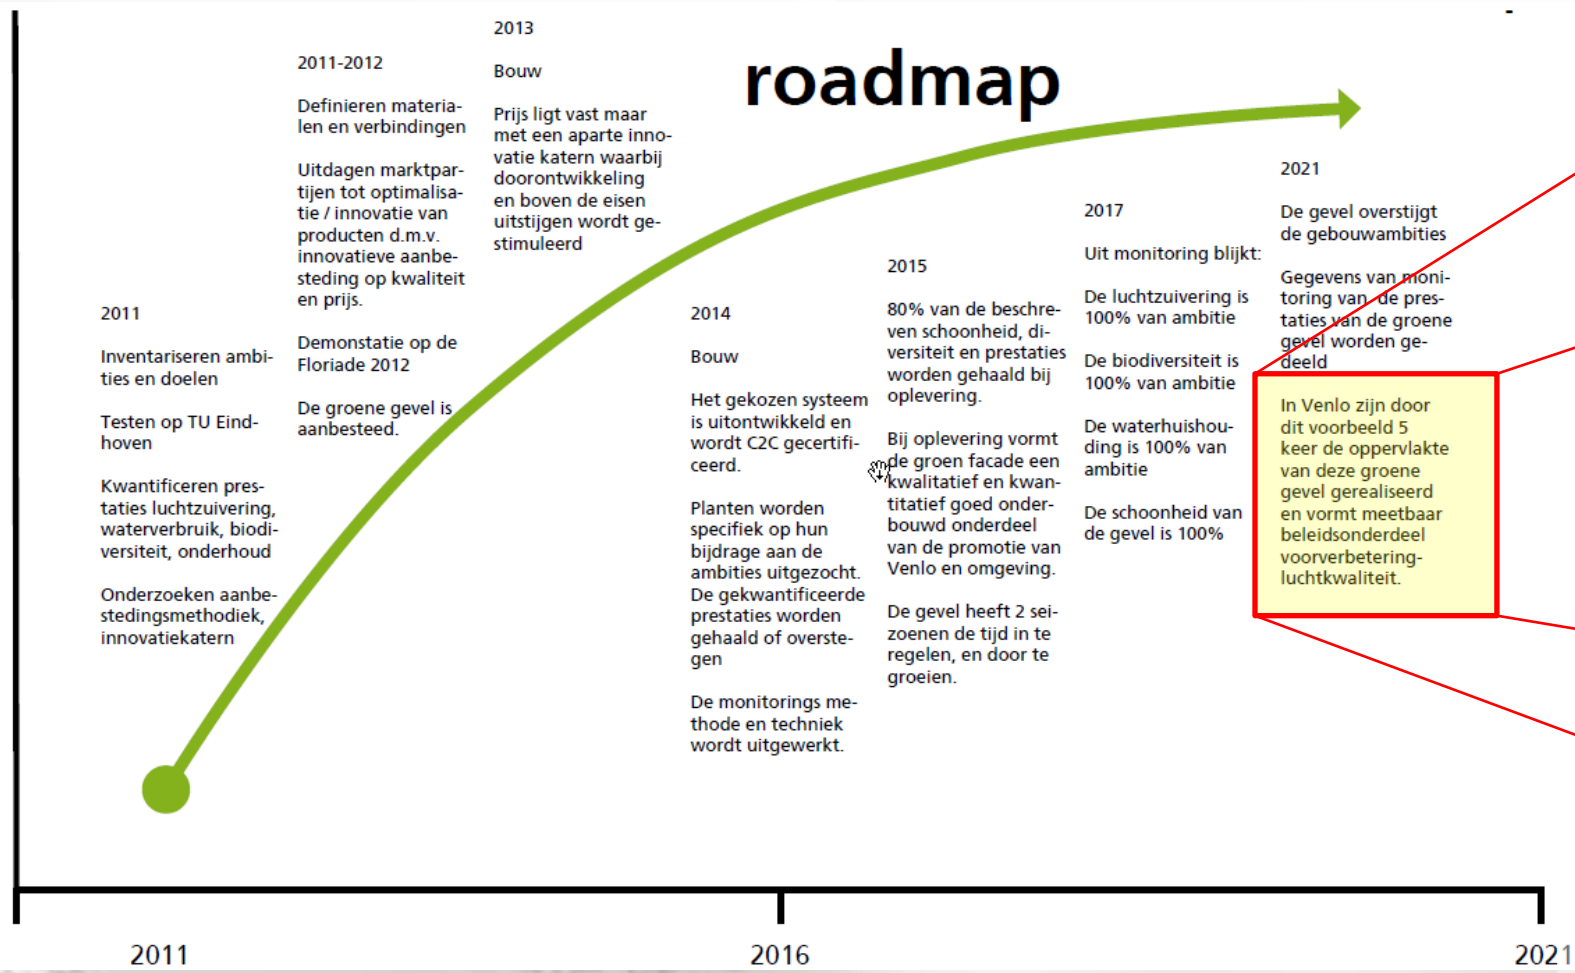 roadmap
2011
Inventariseren ambi-
ties en doelen
Testen op TU Eind-
hoven
Kwantificeren pres-
taties luchtzuivering,
waterverbruik, biodi-
versiteit, onderhoud
Onderzoeken aanbe-
stedingsmethodiek,
innovatiekatern
2011-2012
Definieren materia-
len en verbindingen
Uitdagen marktpar-
tijen tot optimalisa-
tie / innovatie van
producten d.m.v.
innovatieve aanbe-
steding op kwaliteit
en prijs.
Demonstatie op de
Floriade 2012
De groene gevel is
aanbesteed.
2013
Bouw
Prijs ligt vast maar
met een aparte inno-
vatie katern waarbij
doorontwikkeling
en boven de eisen
uitstijgen wordt ge-
stimuleerd
2014
Bouw
Het gekozen systeem
is uitontwikkeld en
wordt C2C gecertifi-
ceerd.
Planten worden
specifiek op hun
bijdrage aan de
ambities uitgezocht.
De gekwantificeerde
prestaties worden
gehaald of overste-
gen
De monitorings me-
thode en techniek
wordt uitgewerkt.
2015
80% van de beschre-
ven schoonheid, di-
versiteit en prestaties
worden gehaald bij
oplevering.
Bij oplevering vormt
de groen facade een
kwalitatief en kwan-
titatief goed onder-
bouwd onderdeel
van de promotie van
Venlo en omgeving.
De gevel heeft 2 sei-
zoenen de tijd in te
regelen, en door te
groeien.
2017
Uit monitoring blijkt:
De luchtzuivering is
100% van ambitie
De biodiversiteit is
100% van ambitie
De waterhuishou-
ding is 100% van
ambitie
De schoonheid van
de gevel is 100%
2021
De gevel overstijgt
de gebouwambities
Gegevens van moni-
toring van de pres-
taties van de groene
gevel worden ge-
deeld
In Venlo zijn door
dit voorbeeld 5
keer de oppervlakte
van deze groene
gevel gerealiseerd
en vormt meetbaar
beleidsonderdeel
voorverbetering-
luchtkwaliteit.
2011
2016
2021